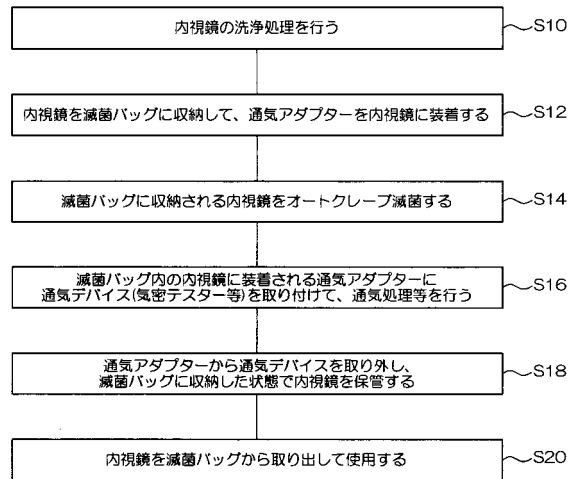 内視鏡の洗浄処理を行う
S10
内視鏡を滅菌バッグに収納して、通気アダプターを内視鏡に装着する
S12
滅菌バッグに収納される内視鏡をオートクレーブ滅菌する
S14
滅菌バッグ内の内視鏡に装着される通気アダプターに
通気デバイス(気密テスター等)を取り付けて、通気処理等を行う
S16
通気アダプターから通気デバイスを取り外し、
滅菌バッグに収納した状態で内視鏡を保管する
S18
内視鏡を滅菌バッグから取り出して使用する
S20